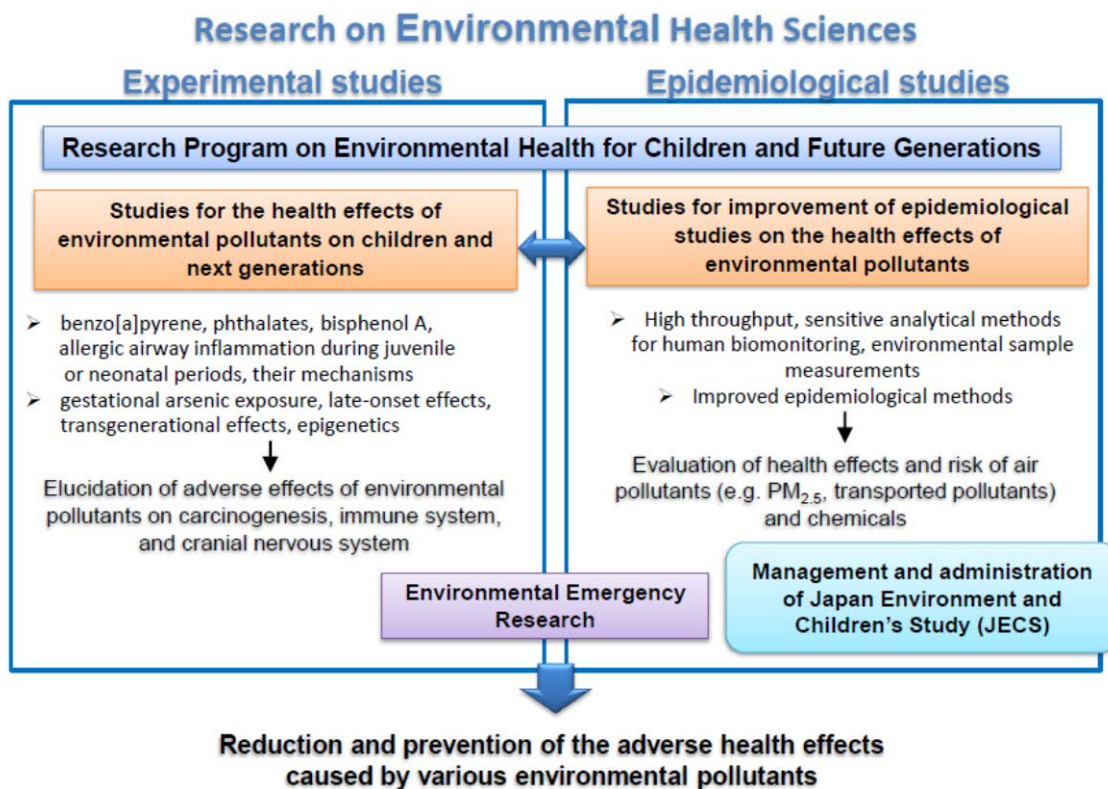 Research on Environmental Health Sciences
Experimental studies
Epidemiological studies
Research Program on Environmental Health for Children and Future Generations
Studies for the health effects of
environmental pollutants on children and
next generations
Studies for improvement of epidemiological
studies on the health effects of
environmental pollutants
➢ benzo[a]pyrene, phthalates, bisphenol A,
allergic airway inflammation during juvenile
or neonatal periods, their mechanisms
➢ gestational arsenic exposure, late-onset effects,
transgenerational effects, epigenetics
Elucidation of adverse effects of environmental
pollutants on carcinogenesis, immune system,
and cranial nervous system
➢ High throughput, sensitive analytical methods
for human biomonitoring, environmental sample
measurements
➢ Improved epidemiological methods
Evaluation of health effects and risk of air
pollutants (e.g. PM2.5, transported pollutants)
and chemicals
Environmental Emergency
Research
Management and administration
of Japan Environment and
Children's Study (JECS)
Reduction and prevention of the adverse health effects
caused by various environmental pollutants